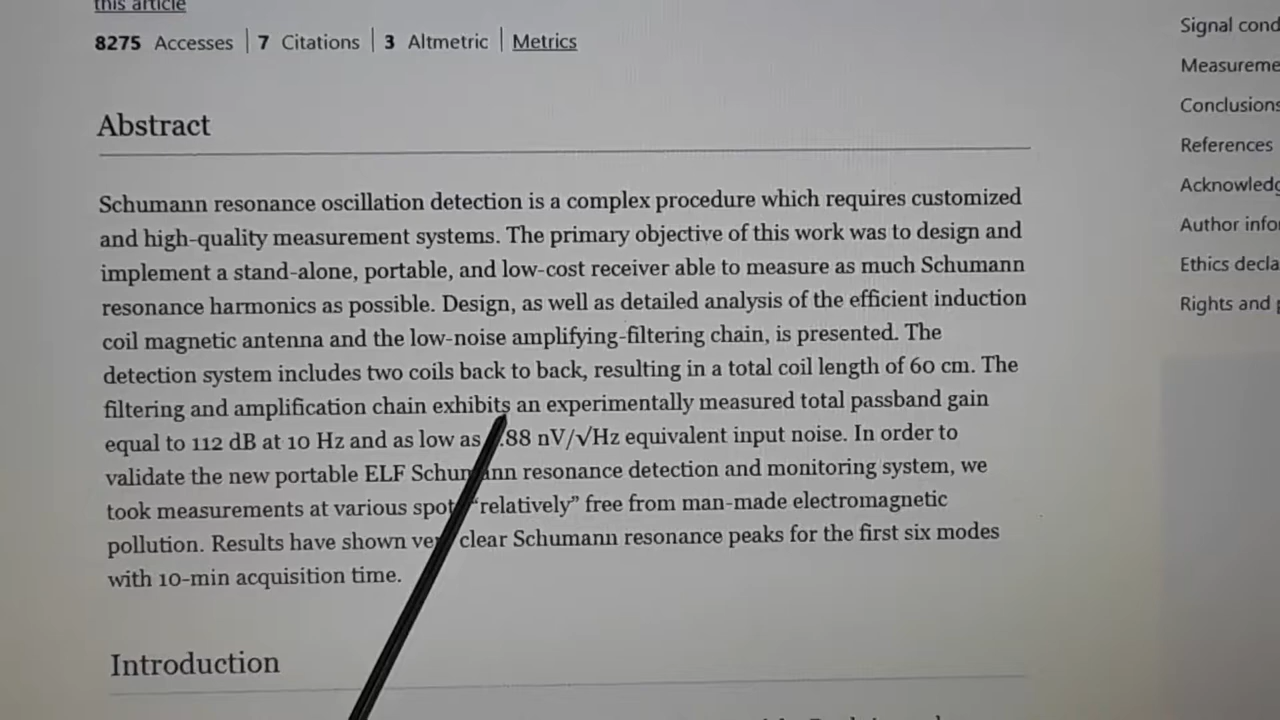 this article
8275 Accesses | 7 Citations | 3 Altmetric | Metrics
Abstract
Schumann resonance oscillation detection is a complex procedure which requires customized
and high-quality measurement systems. The primary objective of this work was to design and
implement a stand-alone, portable, and low-cost receiver able to measure as much Schumann
resonance harmonics as possible. Design, as well as detailed analysis of the efficient induction
coil magnetic antenna and the low-noise amplifying-filtering chain, is presented. The
detection system includes two coils back to back, resulting in a total coil length of 60 cm. The
filtering and amplification chain exhibits an experimentally measured total passband gain
equal to 112 dB at 10 Hz and as low as .88 nV/√Hz equivalent input noise. In order to
validate the new portable ELF Schumann resonance detection and monitoring system, we
took measurements at various spot "relatively" free from man-made electromagnetic
pollution. Results have shown very clear Schumann resonance peaks for the first six modes
with 10-min acquisition time.
Introduction
Signal cond
Measureme
Conclusions
References
Acknowledg
Author info
Ethics decla
Rights and